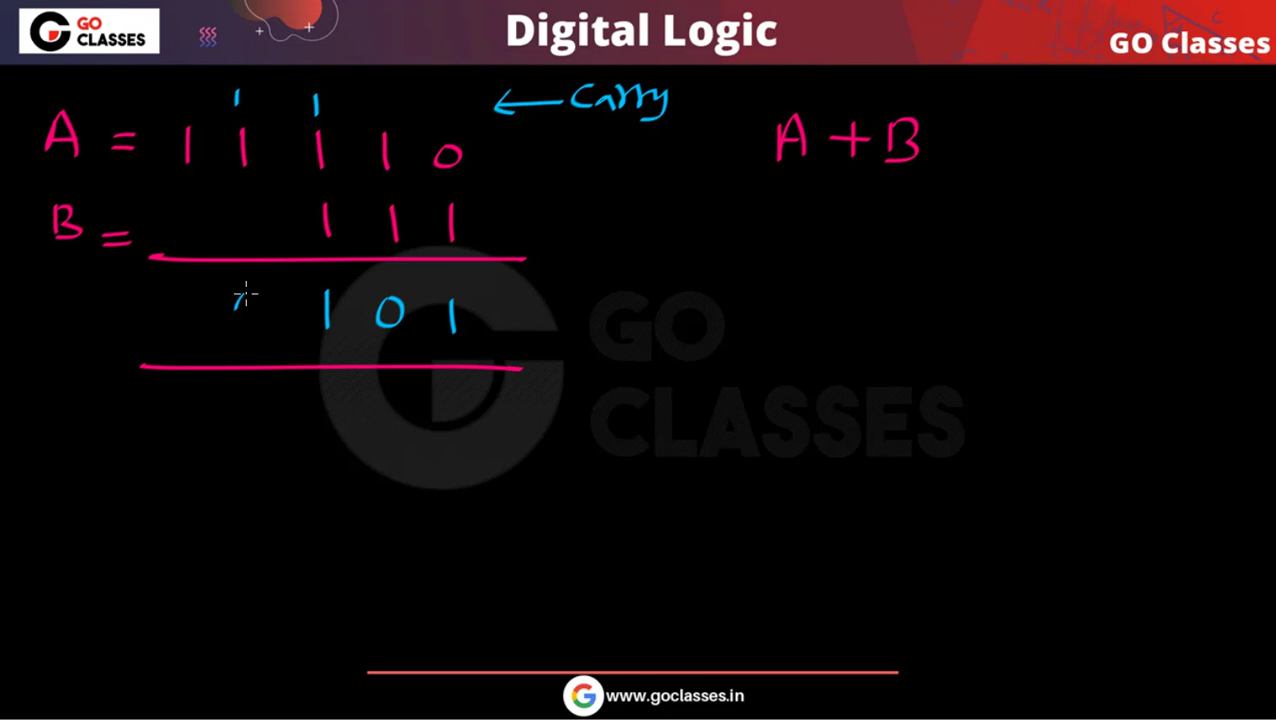 GO
CLASSES
Digital Logic
GO Classes
1 1 ← Carry
A = 1 1 1 1 0
A + B
B = 1 1 1
1 0 1
GO
CLASSES
www.goclasses.in